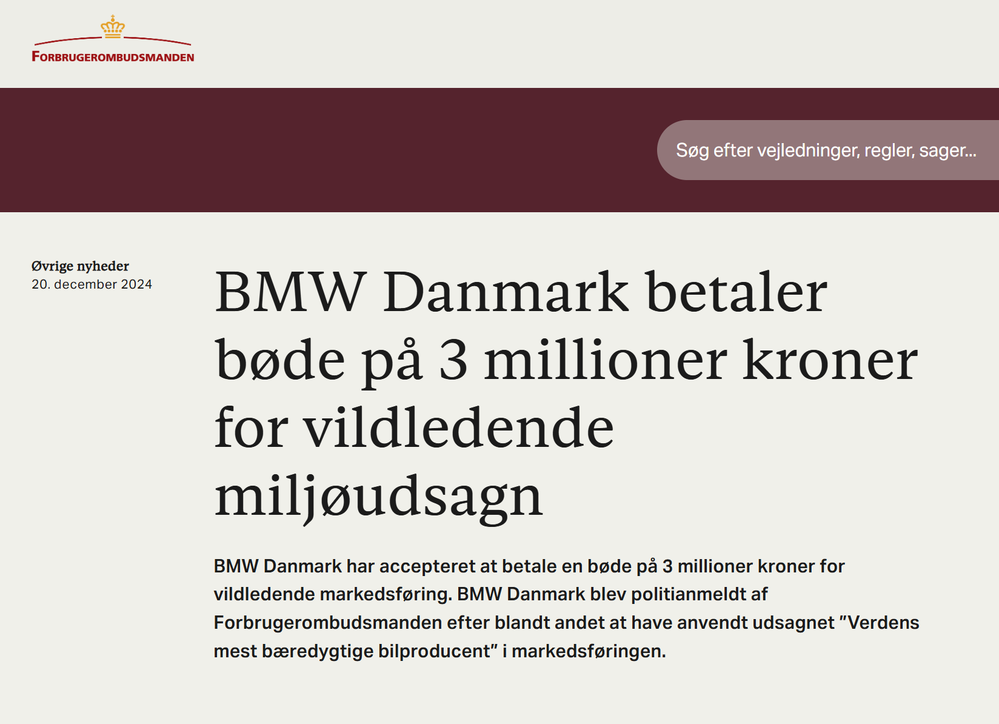 FORBRUGEROMBUDSMANDEN
Søg efter vejledninger, regler, sager...
Øvrige nyheder
20. december 2024
BMW Danmark betaler
bøde på 3 millioner kroner
for vildledende
miljøudsagn
BMW Danmark har accepteret at betale en bøde på 3 millioner kroner for
vildledende markedsføring. BMW Danmark blev politianmeldt af
Forbrugerombudsmanden efter blandt andet at have anvendt udsagnet ”Verdens
mest bæredygtige bilproducent” i markedsføringen.